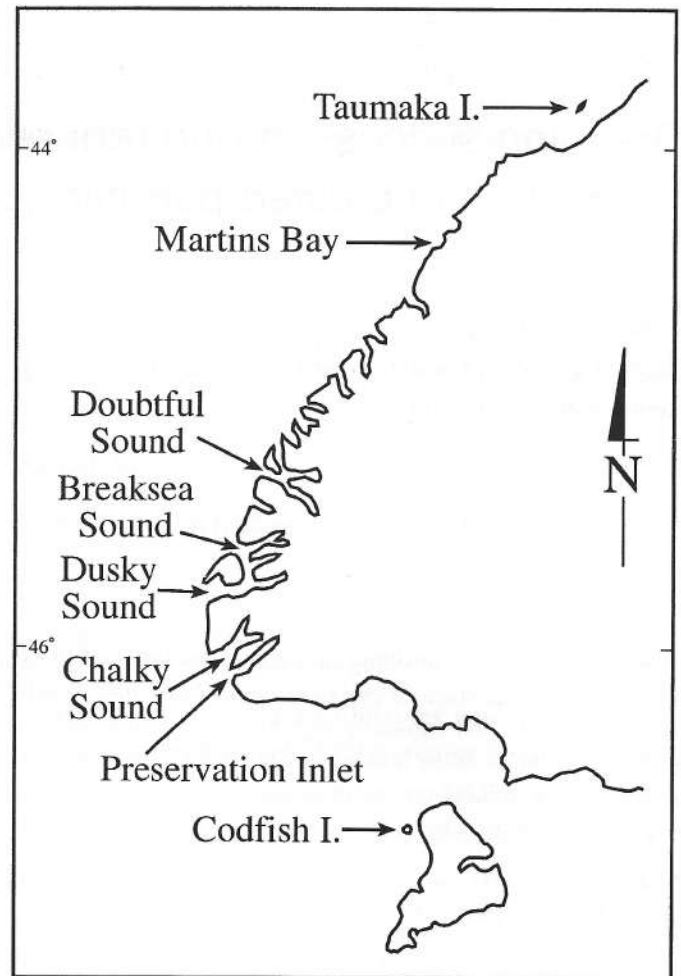 Taumaka I.
44°
Martins Bay
Doubtful
Sound
Breaksea
Sound
N
Dusky
Sound
46°
Chalky
Sound
Preservation Inlet
Codfish I.